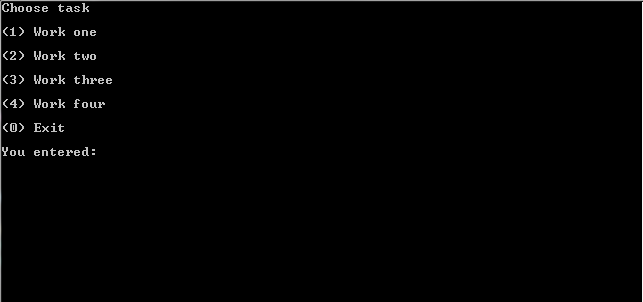 Choose task
(1) Work one
(2) Work two
(3) Work three
(4) Work four
(0) Exit
You entered: